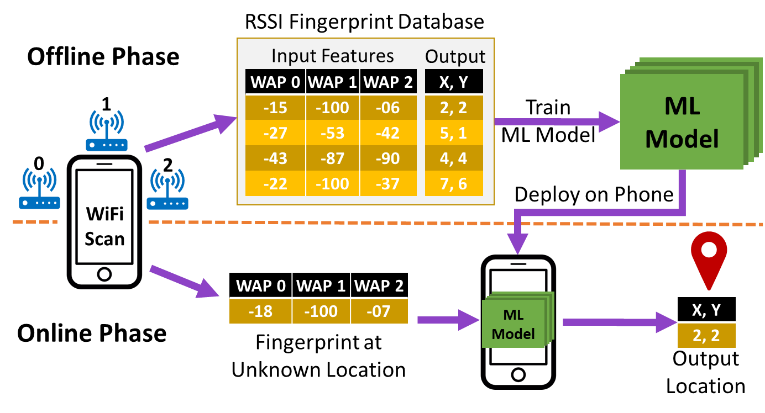 RSSI Fingerprint Database
Offline Phase
Input Features Output
WAP 0 WAP 1 WAP 2 X, Y
-15 -100 -06 2, 2
-27 -53 -42 5, 1
-43 -87 -90 4, 4
-22 -100 -37 7, 6
Train
ML Model
ML
Model
1
0
2
WiFi
Scan
Deploy on Phone
Online Phase
WAP 0 WAP 1 WAP 2
-18 -100 -07
Fingerprint at
Unknown Location
ML
Model
X, Y
2, 2
Output
Location